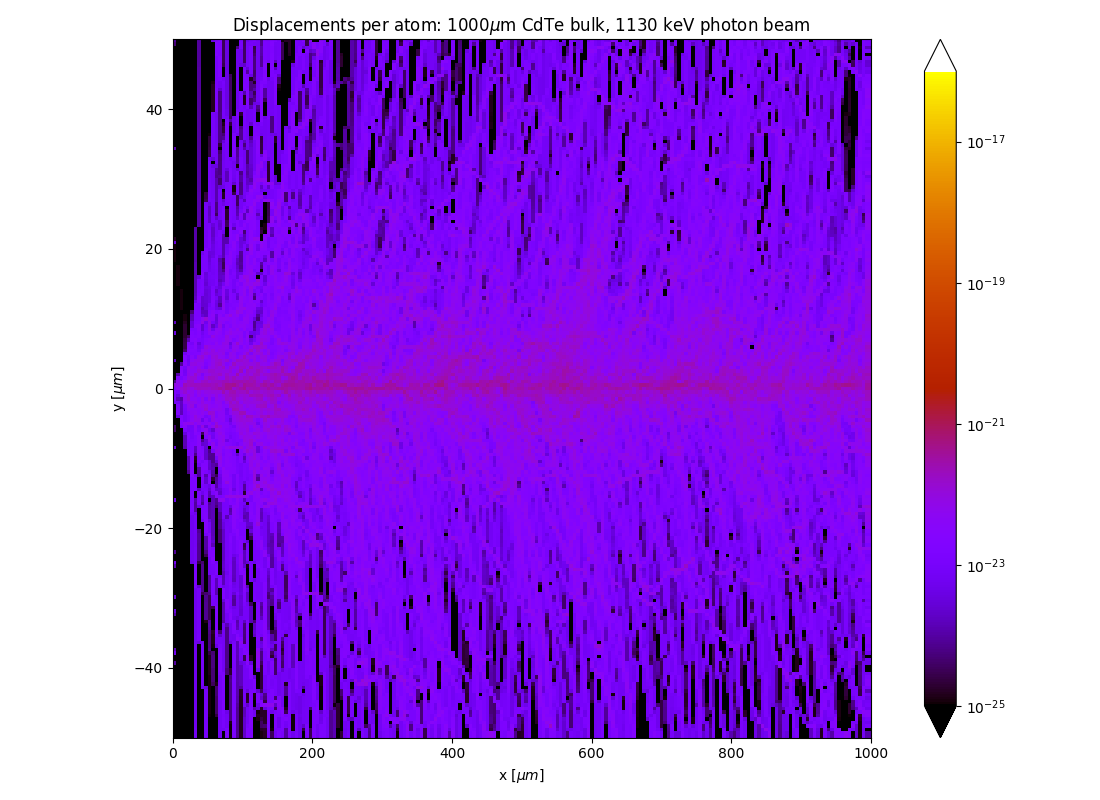 Displacements per atom: 1000μm CdTe bulk, 1130 keV photon beam
y [μm]
40
20
0
−20
−40
0 200 400 600 800 1000
x [μm]
10⁻¹⁷
10⁻¹⁹
10⁻²¹
10⁻²³
10⁻²⁵